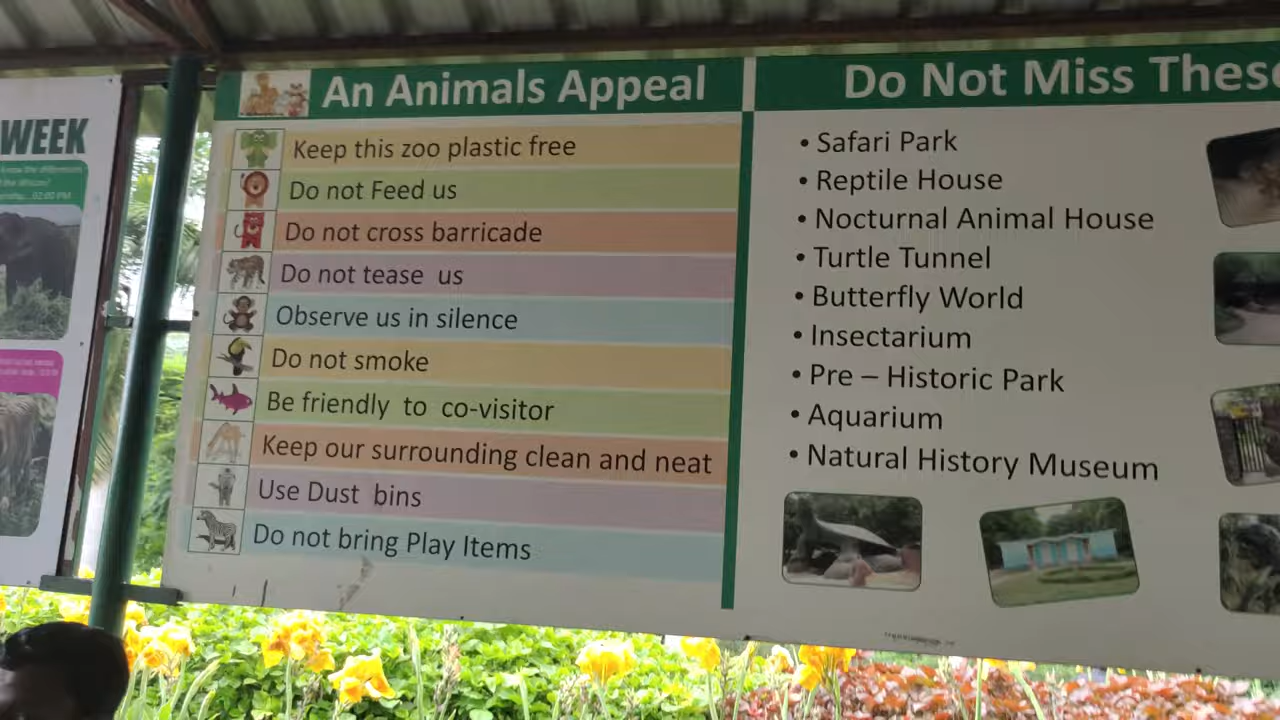 WEEK
An Animals Appeal
Keep this zoo plastic free
Do not Feed us
Do not cross barricade
Do not tease us
Observe us in silence
Do not smoke
Be friendly to co-visitor
Keep our surrounding clean and neat
Use Dust bins
Do not bring Play Items
Do Not Miss These
• Safari Park
• Reptile House
• Nocturnal Animal House
• Turtle Tunnel
• Butterfly World
• Insectarium
• Pre – Historic Park
• Aquarium
• Natural History Museum